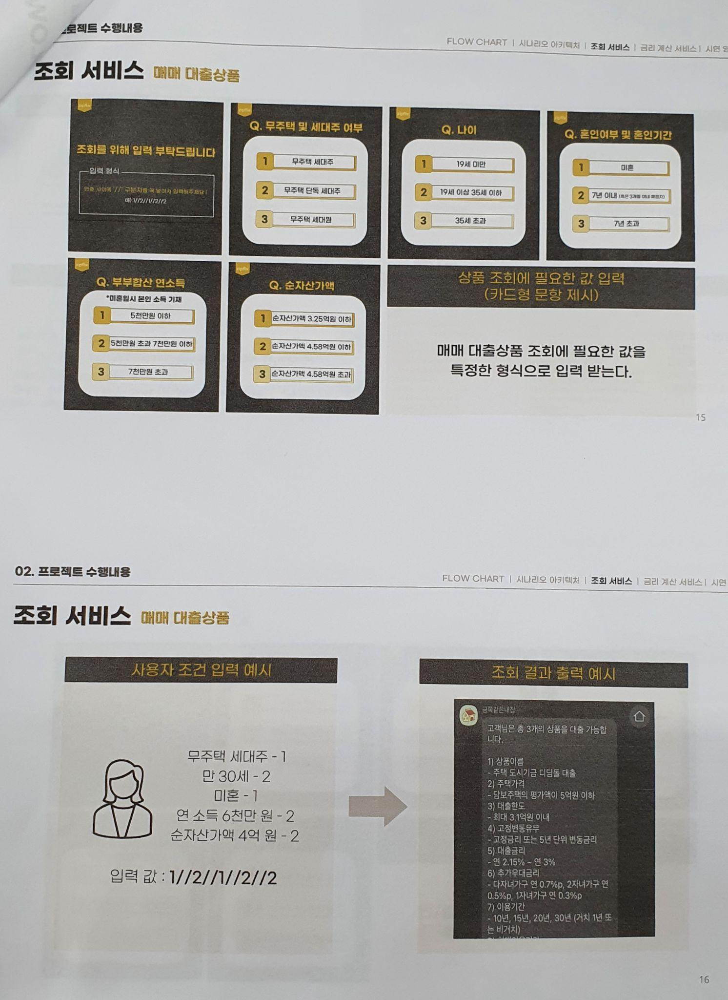 프로젝트 수행내용
FLOW CHART | 시나리오 아키텍처 | 조회 서비스 | 금리 계산 서비스 | 시연
조회 서비스 매매 대출상품
zipflix
조회를 위해 입력 부탁드립니다
입력 형식
번호 사이에 '//' 구분자를 꼭 넣어서 입력해주세요!
예) 1//2//1//2//2
zipflix
Q. 무주택 및 세대주 여부
1 무주택 세대주
2 무주택 단독 세대주
3 무주택 세대원
zipflix
Q. 나이
1 19세 미만
2 19세 이상 35세 이하
3 35세 초과
zipflix
Q. 혼인여부 및 혼인기간
1 미혼
2 7년 이내 (혹은 3개월 이내 예정자)
3 7년 초과
zipflix
Q. 부부합산 연소득
*미혼일시 본인 소득 기재
1 5천만원 이하
2 5천만원 초과 7천만원 이하
3 7천만원 초과
zipflix
Q. 순자산가액
1 순자산가액 3.25억원 이하
2 순자산가액 4.58억원 이하
3 순자산가액 4.58억원 초과
상품 조회에 필요한 값 입력
(카드형 문항 제시)
매매 대출상품 조회에 필요한 값을
특정한 형식으로 입력 받는다.
15
02. 프로젝트 수행내용
FLOW CHART | 시나리오 아키텍처 | 조회 서비스 | 금리 계산 서비스 | 시연
조회 서비스 매매 대출상품
사용자 조건 입력 예시
무주택 세대주 - 1
만 30세 - 2
미혼 - 1
연 소득 6천만 원 - 2
순자산가액 4억 원 - 2
입력 값 : 1//2//1//2//2
조회 결과 출력 예시
금쪽같은내집
고객님은 총 3개의 상품을 대출 가능합
니다.
1) 상품이름
- 주택 도시기금 디딤돌 대출
2) 주택가격
- 담보주택의 평가액이 5억원 이하
3) 대출한도
- 최대 3.1억원 이내
4) 고정변동유무
- 고정금리 또는 5년 단위 변동금리
5) 대출금리
- 연 2.15% ~ 연 3%
6) 추가우대금리
- 다자녀가구 연 0.7%p, 2자녀가구 연
0.5%p, 1자녀가구 연 0.3%p
7) 이용기간
- 10년, 15년, 20년, 30년 (거치 1년 또
는 비거치)
16